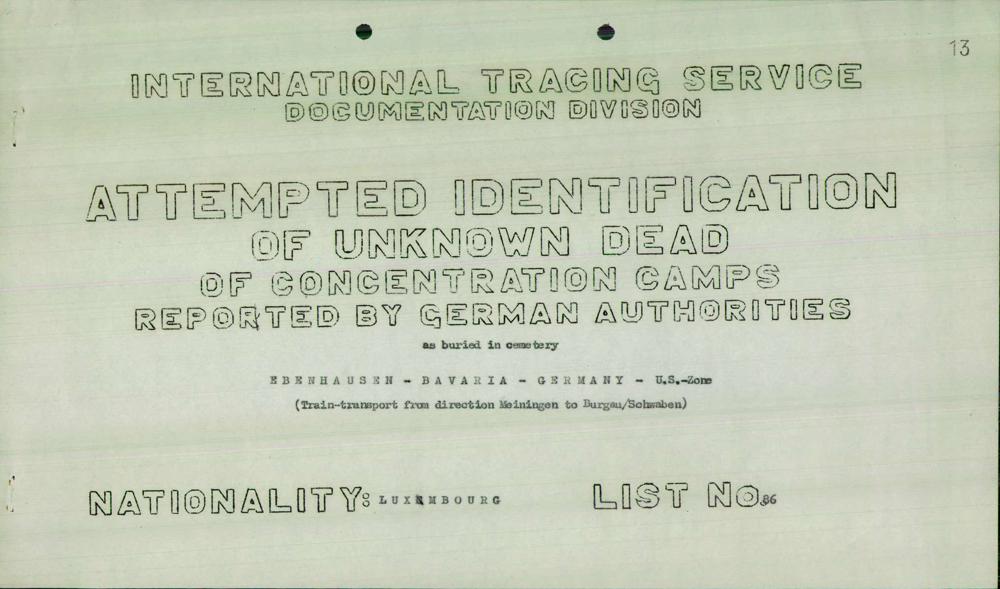 13
INTERNATIONAL TRACING SERVICE
DOCUMENTATION DIVISION
ATTEMPTED IDENTIFICATION
OF UNKNOWN DEAD
OF CONCENTRATION CAMPS
REPORTED BY GERMAN AUTHORITIES
as buried in cemetery
EBENHAUSEN - BAVARIA - GERMANY - U.S.-Zone
(Train-transport from direction Meiningen to Burgau/Schwaben)
NATIONALITY: LUXEMBOURG LIST No. 86